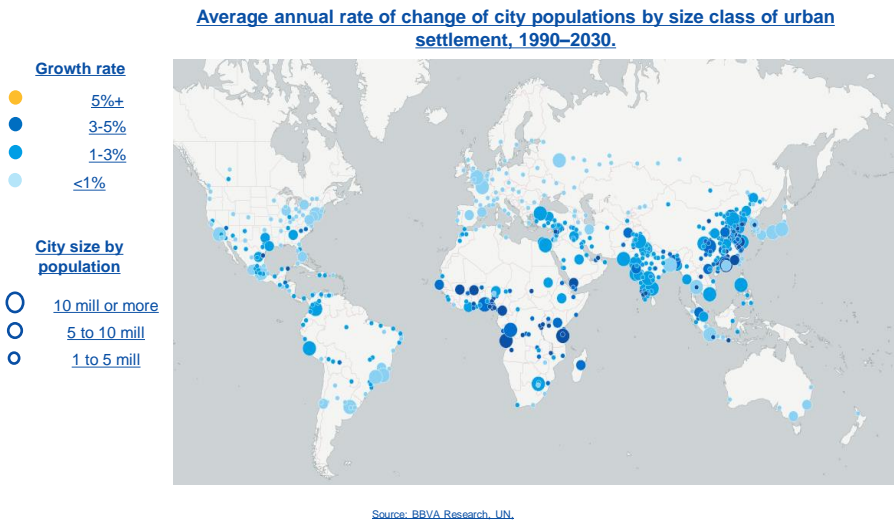 Average annual rate of change of city populations by size class of urban
settlement, 1990–2030.
Growth rate
5%+
3-5%
1-3%
<1%
City size by
population
10 mill or more
5 to 10 mill
1 to 5 mill
Source: BBVA Research, UN.